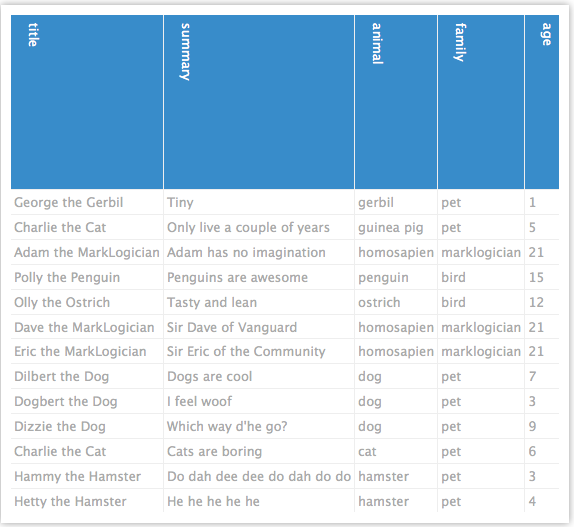 title summary animal family age
George the Gerbil Tiny gerbil pet 1
Charlie the Cat Only live a couple of years guinea pig pet 5
Adam the MarkLogician Adam has no imagination homosapien marklogician 21
Polly the Penguin Penguins are awesome penguin bird 15
Olly the Ostrich Tasty and lean ostrich bird 12
Dave the MarkLogician Sir Dave of Vanguard homosapien marklogician 21
Eric the MarkLogician Sir Eric of the Community homosapien marklogician 21
Dilbert the Dog Dogs are cool dog pet 7
Dogbert the Dog I feel woof dog pet 3
Dizzie the Dog Which way d'he go? dog pet 9
Charlie the Cat Cats are boring cat pet 6
Hammy the Hamster Do dah dee dee do dah do do hamster pet 3
Hetty the Hamster He he he he he hamster pet 4